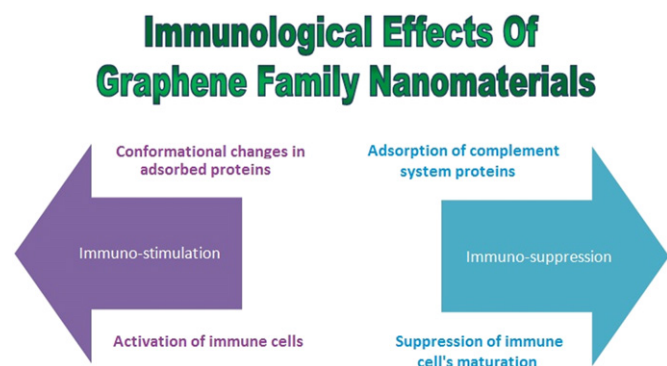 Immunological Effects Of
Graphene Family Nanomaterials
Conformational changes in
adsorbed proteins
Immuno-stimulation
Activation of immune cells
Adsorption of complement
system proteins
Immuno-suppression
Suppression of immune
cell's maturation